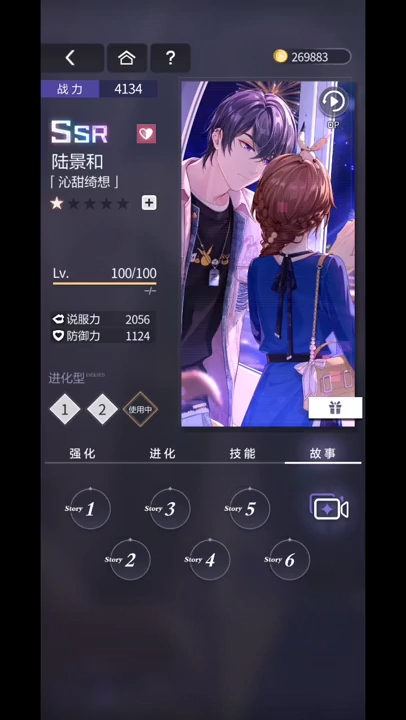 ?
269883
战力 4134
SSR
陆景和
「沁甜绮想」
Lv. 100/100
-/-
说服力 2056
防御力 1124
进化型
1 2 使用中
强化 进化 技能 故事
Story 1 Story 3 Story 5
Story 2 Story 4 Story 6